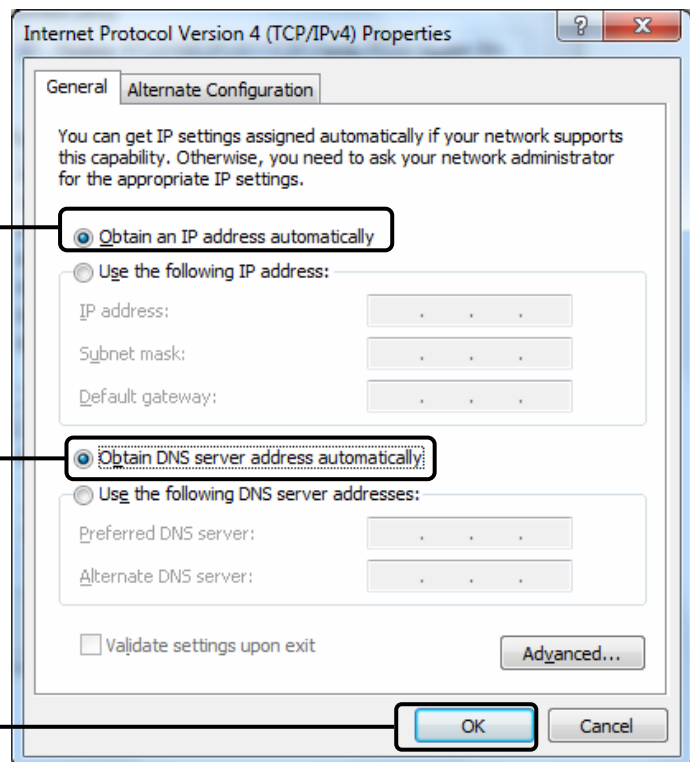 Internet Protocol Version 4 (TCP/IPv4) Properties
General
Alternate Configuration
You can get IP settings assigned automatically if your network supports
this capability. Otherwise, you need to ask your network administrator
for the appropriate IP settings.
Obtain an IP address automatically
Use the following IP address:
IP address:
Subnet mask:
Default gateway:
Obtain DNS server address automatically
Use the following DNS server addresses:
Preferred DNS server:
Alternate DNS server:
Validate settings upon exit
Advanced...
OK
Cancel